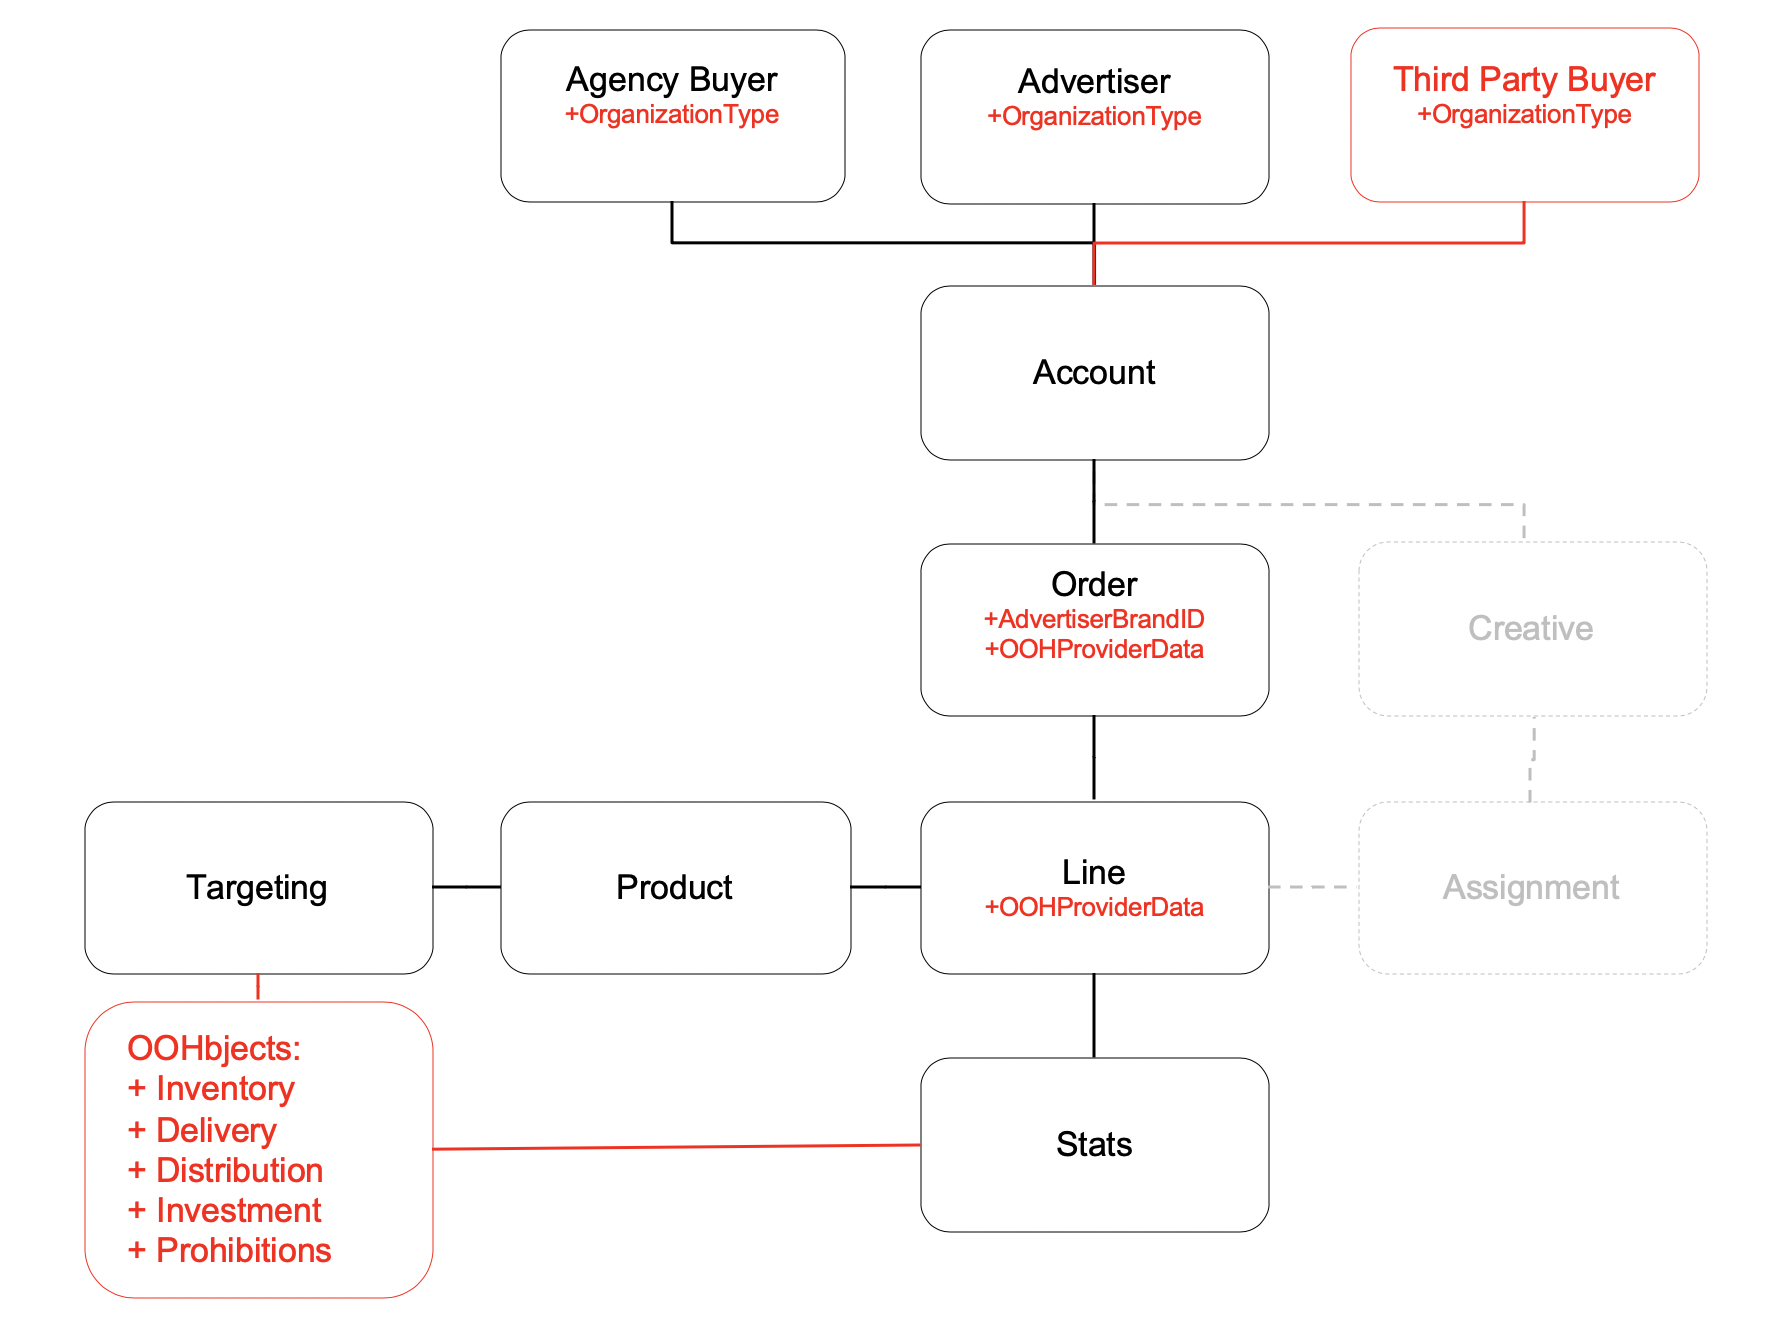 Agency Buyer
+OrganizationType
Advertiser
+OrganizationType
Third Party Buyer
+OrganizationType
Account
Order
+AdvertiserBrandID
+OOHProviderData
Creative
Targeting
Product
Line
+OOHProviderData
Assignment
OOHbjects:
+ Inventory
+ Delivery
+ Distribution
+ Investment
+ Prohibitions
Stats